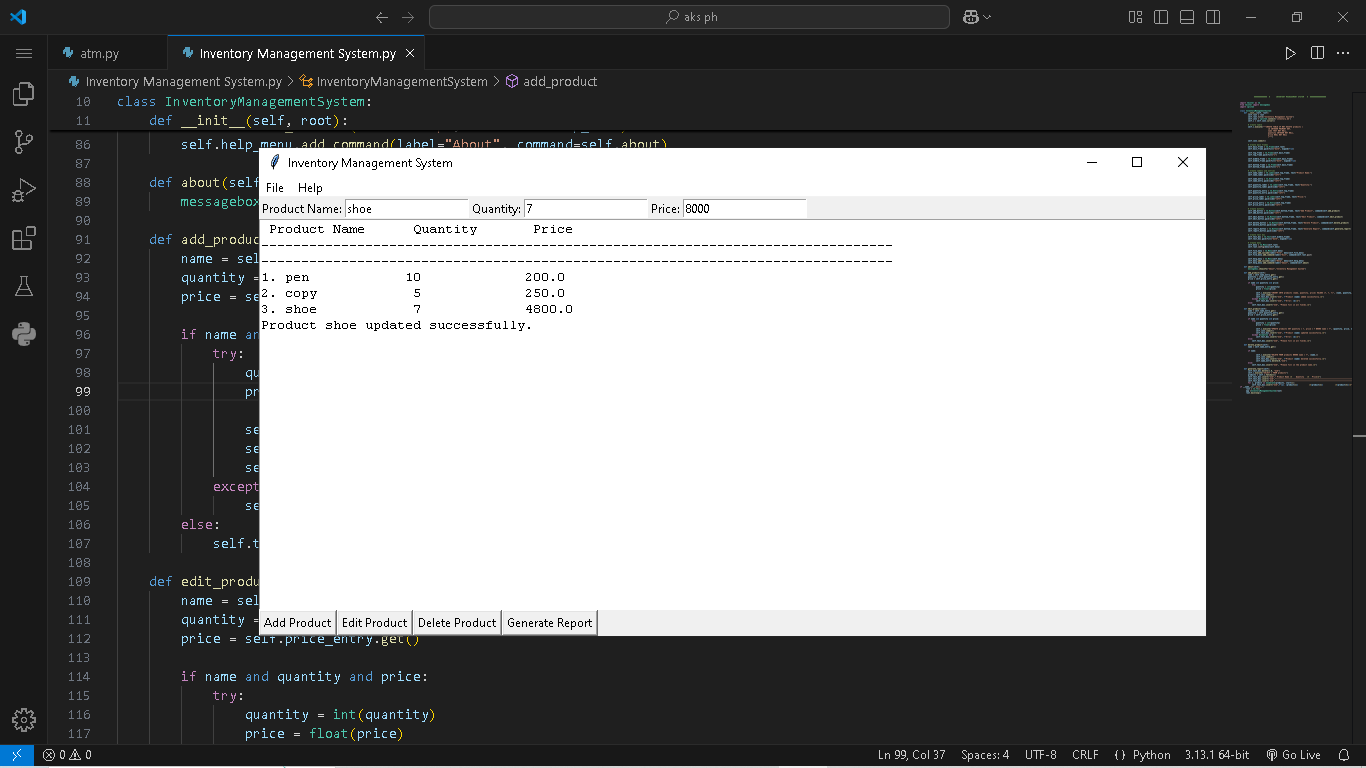 aks ph
atm.py
Inventory Management System.py
Inventory Management System.py > InventoryManagementSystem > add_product
10 class InventoryManagementSystem:
11 def __init__(self, root):
86 self.help_menu.add_command(label="About", command=self.about)
87
88 def about(self
89 messagebox
90
91 def add_produc
92 name = sel
93 quantity =
94 price = se
95
96 if name an
97 try:
98 qu
99 pr
100
101 se
102 se
103 se
104 except
105 se
106 else:
107 self.t
108
109 def edit_produ
110 name = sel
111 quantity =
112 price = self.price_entry.get()
113
114 if name and quantity and price:
115 try:
116 quantity = int(quantity)
117 price = float(price)
Inventory Management System
File Help
Product Name: shoe Quantity: 7 Price: 8000
Product Name Quantity Price
-------------------------------------------------------------------------------
-------------------------------------------------------------------------------
1. pen 10 200.0
2. copy 5 250.0
3. shoe 7 4800.0
Product shoe updated successfully.
Add Product Edit Product Delete Product Generate Report
0 0 Ln 99, Col 37 Spaces: 4 UTF-8 CRLF {} Python 3.13.1 64-bit Go Live